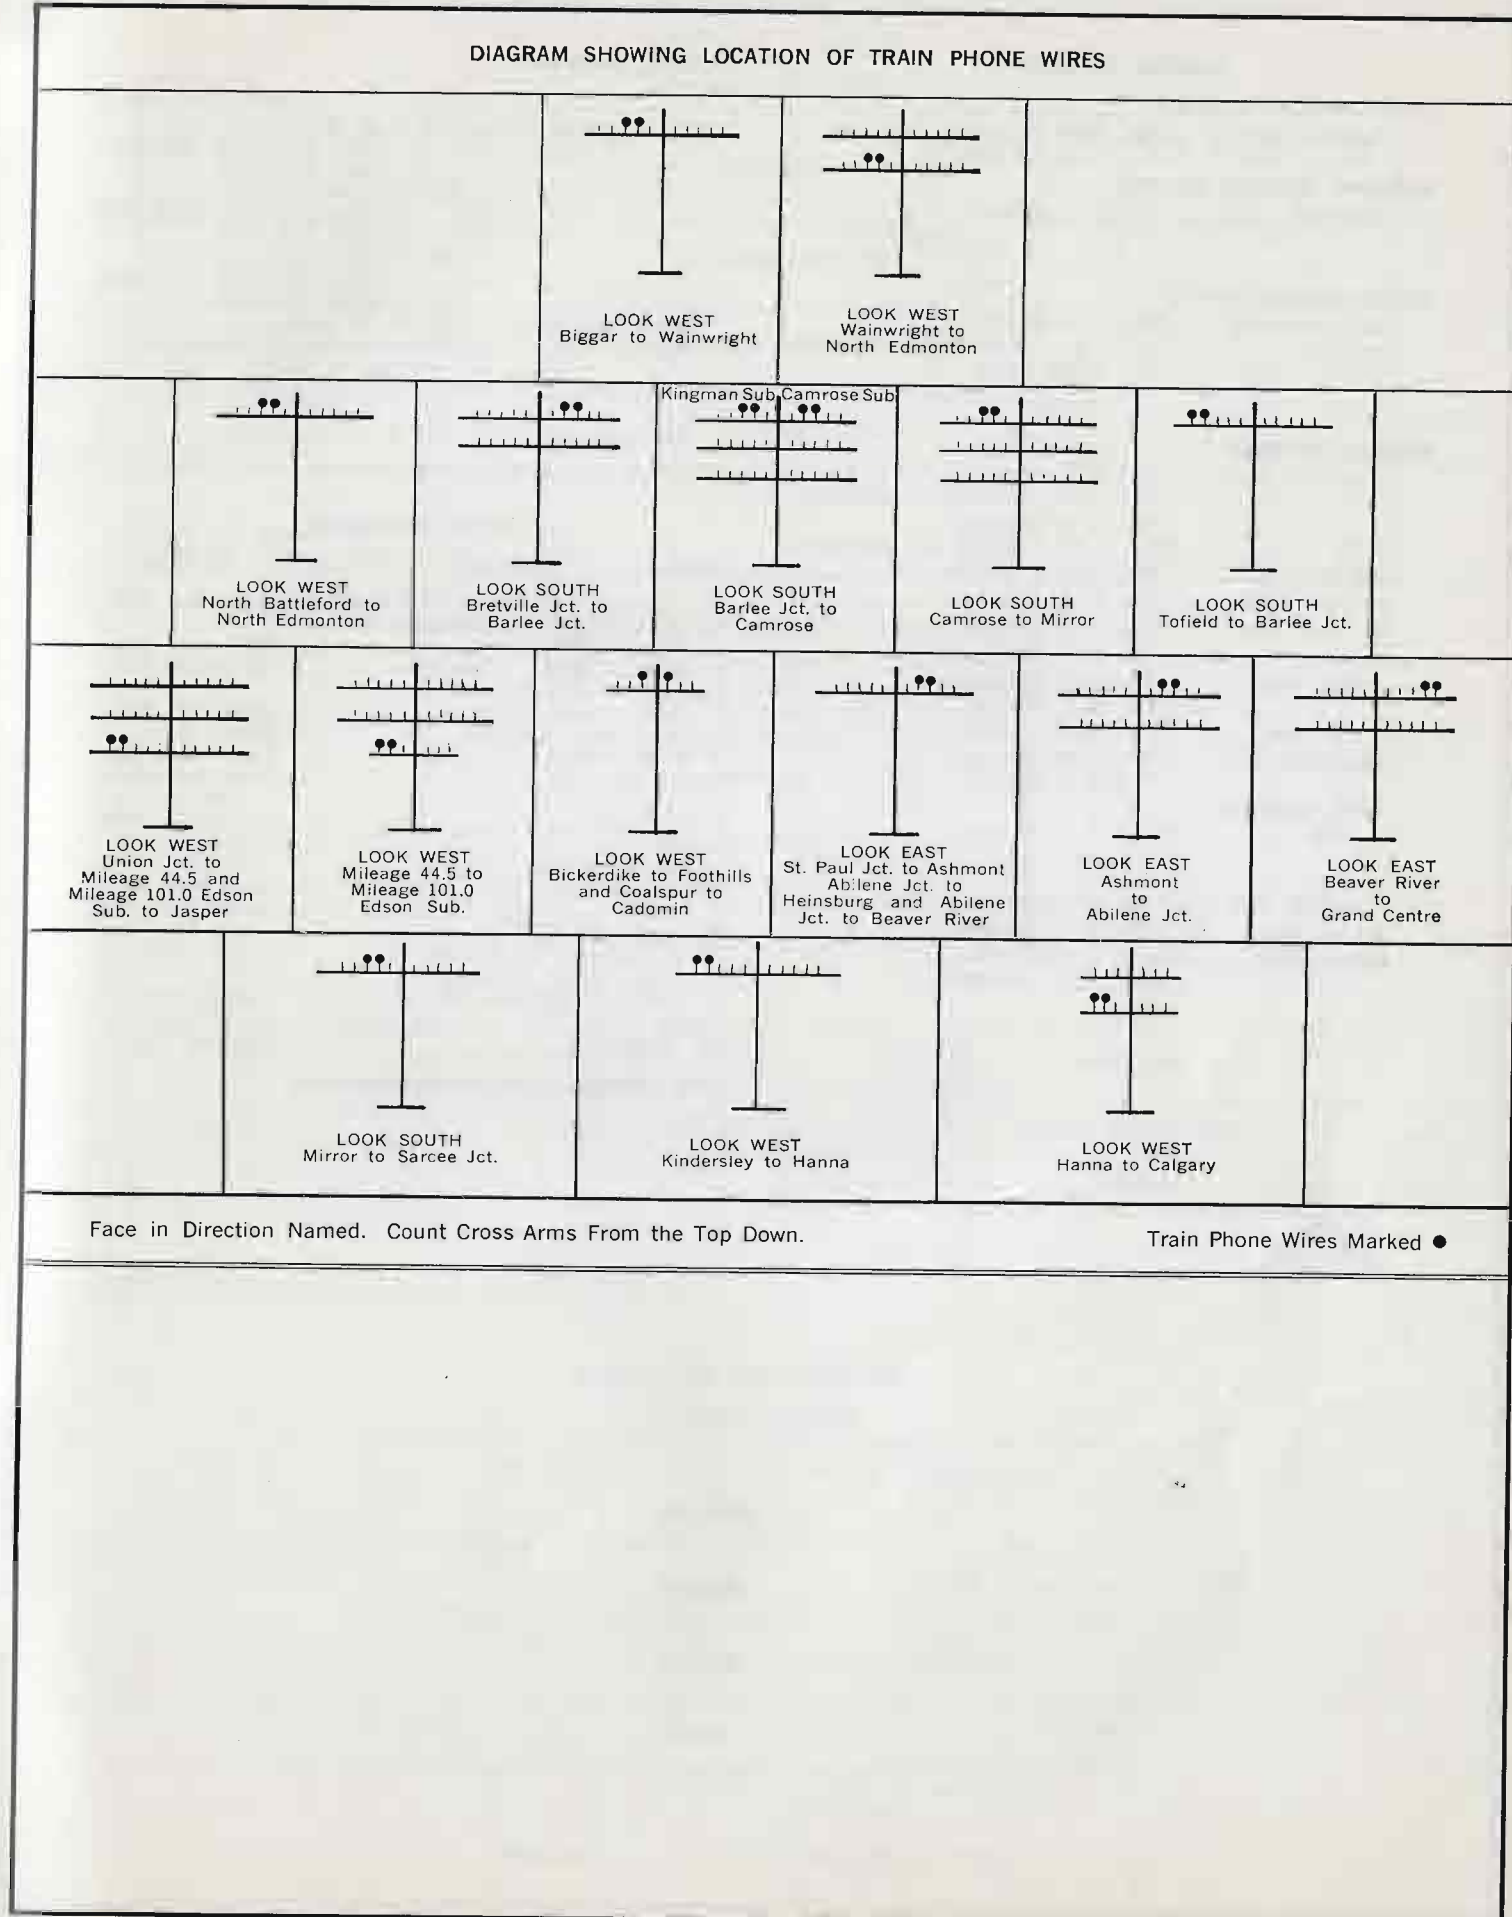 DIAGRAM SHOWING LOCATION OF TRAIN PHONE WIRES
LOOK WEST
Biggar to Wainwright
LOOK WEST
Wainwright to
North Edmonton
LOOK WEST
North Battleford to
North Edmonton
LOOK SOUTH
Bretville Jct. to
Barlee Jct.
Kingman Sub. Camrose Sub.
LOOK SOUTH
Barlee Jct. to
Camrose
LOOK SOUTH
Camrose to Mirror
LOOK SOUTH
Tofield to Barlee Jct.
LOOK WEST
Union Jct. to
Mileage 44.5 and
Mileage 101.0 Edson
Sub. to Jasper
LOOK WEST
Mileage 44.5 to
Mileage 101.0
Edson Sub.
LOOK WEST
Bickerdike to Foothills
and Coalspur to
Cadomin
LOOK EAST
St. Paul Jct. to Ashmont
Abilene Jct. to
Heinsburg and Abilene
Jct. to Beaver River
LOOK EAST
Ashmont
to
Abilene Jct.
LOOK EAST
Beaver River
to
Grand Centre
LOOK SOUTH
Mirror to Sarcee Jct.
LOOK WEST
Kindersley to Hanna
LOOK WEST
Hanna to Calgary
Face in Direction Named. Count Cross Arms From the Top Down.
Train Phone Wires Marked ●